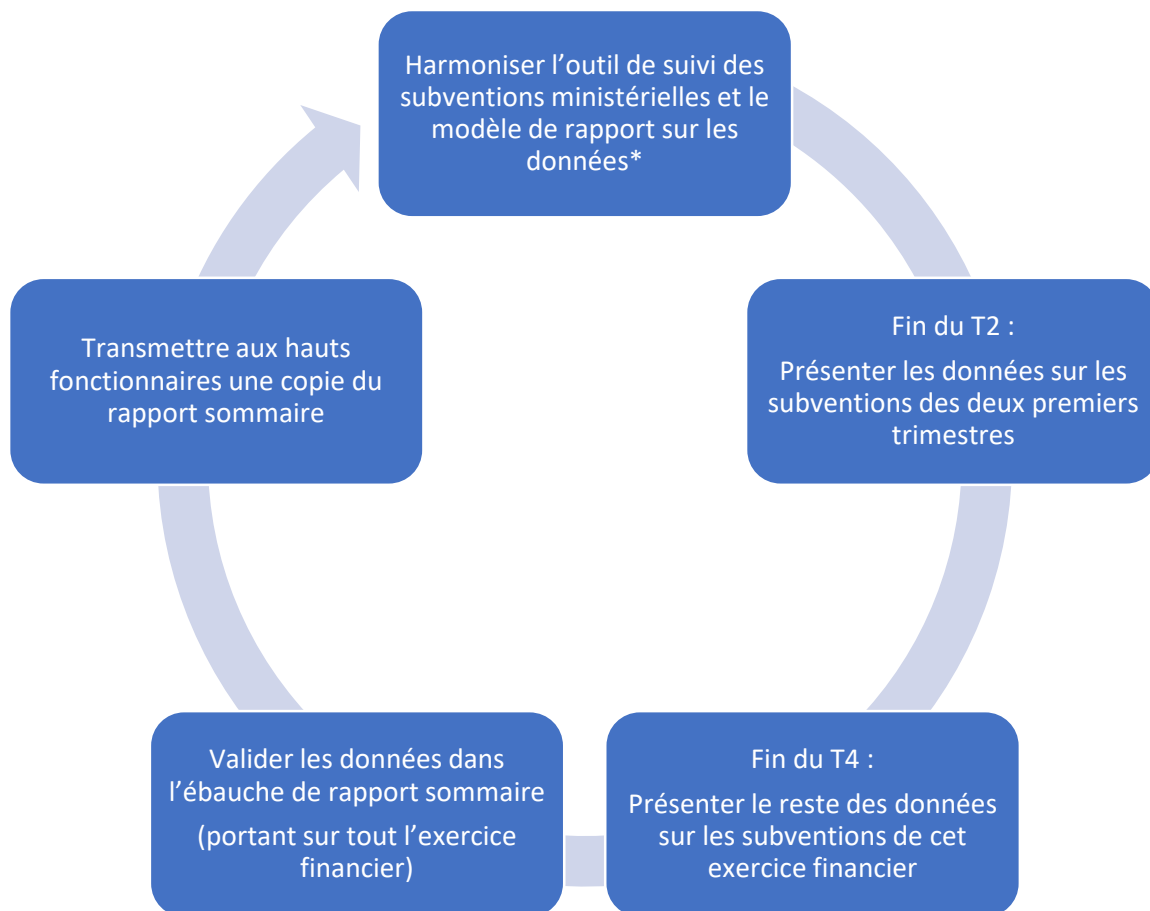 Harmoniser l’outil de suivi des
subventions ministérielles et le
modèle de rapport sur les
données*
Fin du T2 :
Présenter les données sur les
subventions des deux premiers
trimestres
Fin du T4 :
Présenter le reste des données
sur les subventions de cet
exercice financier
Valider les données dans
l’ébauche de rapport sommaire
(portant sur tout l’exercice
financier)
Transmettre aux hauts
fonctionnaires une copie du
rapport sommaire